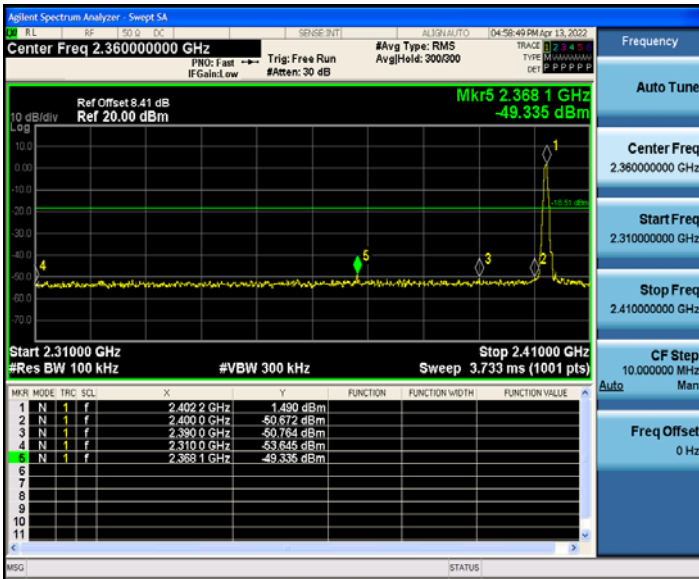 Agilent Spectrum Analyzer - Swept SA
RL RF 50 Ω DC SENSE:INT ALIGN AUTO 04:58:49 PM Apr 13, 2022
Center Freq 2.360000000 GHz
PNO: Fast
IFGain:Low
Trig: Free Run
#Atten: 30 dB
#Avg Type: RMS
Avg|Hold: 300/300
TRACE 1 2 3 4 5 6
TYPE M
DET P P P P P P
Mkr5 2.368 1 GHz
-49.335 dBm
Ref Offset 8.41 dB
10 dB/div Ref 20.00 dBm
Log
10.0
0.00
-10.0
-20.0
-30.0
-40.0
-50.0
-60.0
-70.0
1
-18.51 dBm
4
5
3
2
Start 2.31000 GHz Stop 2.41000 GHz
#Res BW 100 kHz #VBW 300 kHz Sweep 3.733 ms (1001 pts)
MKR MODE TRC SCL X Y FUNCTION FUNCTION WIDTH FUNCTION VALUE
1 N 1 f 2.402 2 GHz 1.490 dBm
2 N 1 f 2.400 0 GHz -50.672 dBm
3 N 1 f 2.390 0 GHz -50.764 dBm
4 N 1 f 2.310 0 GHz -53.645 dBm
5 N 1 f 2.368 1 GHz -49.335 dBm
6
7
8
9
10
11
MSG STATUS
Frequency
Auto Tune
Center Freq
2.360000000 GHz
Start Freq
2.310000000 GHz
Stop Freq
2.410000000 GHz
CF Step
10.000000 MHz
Auto Man
Freq Offset
0 Hz